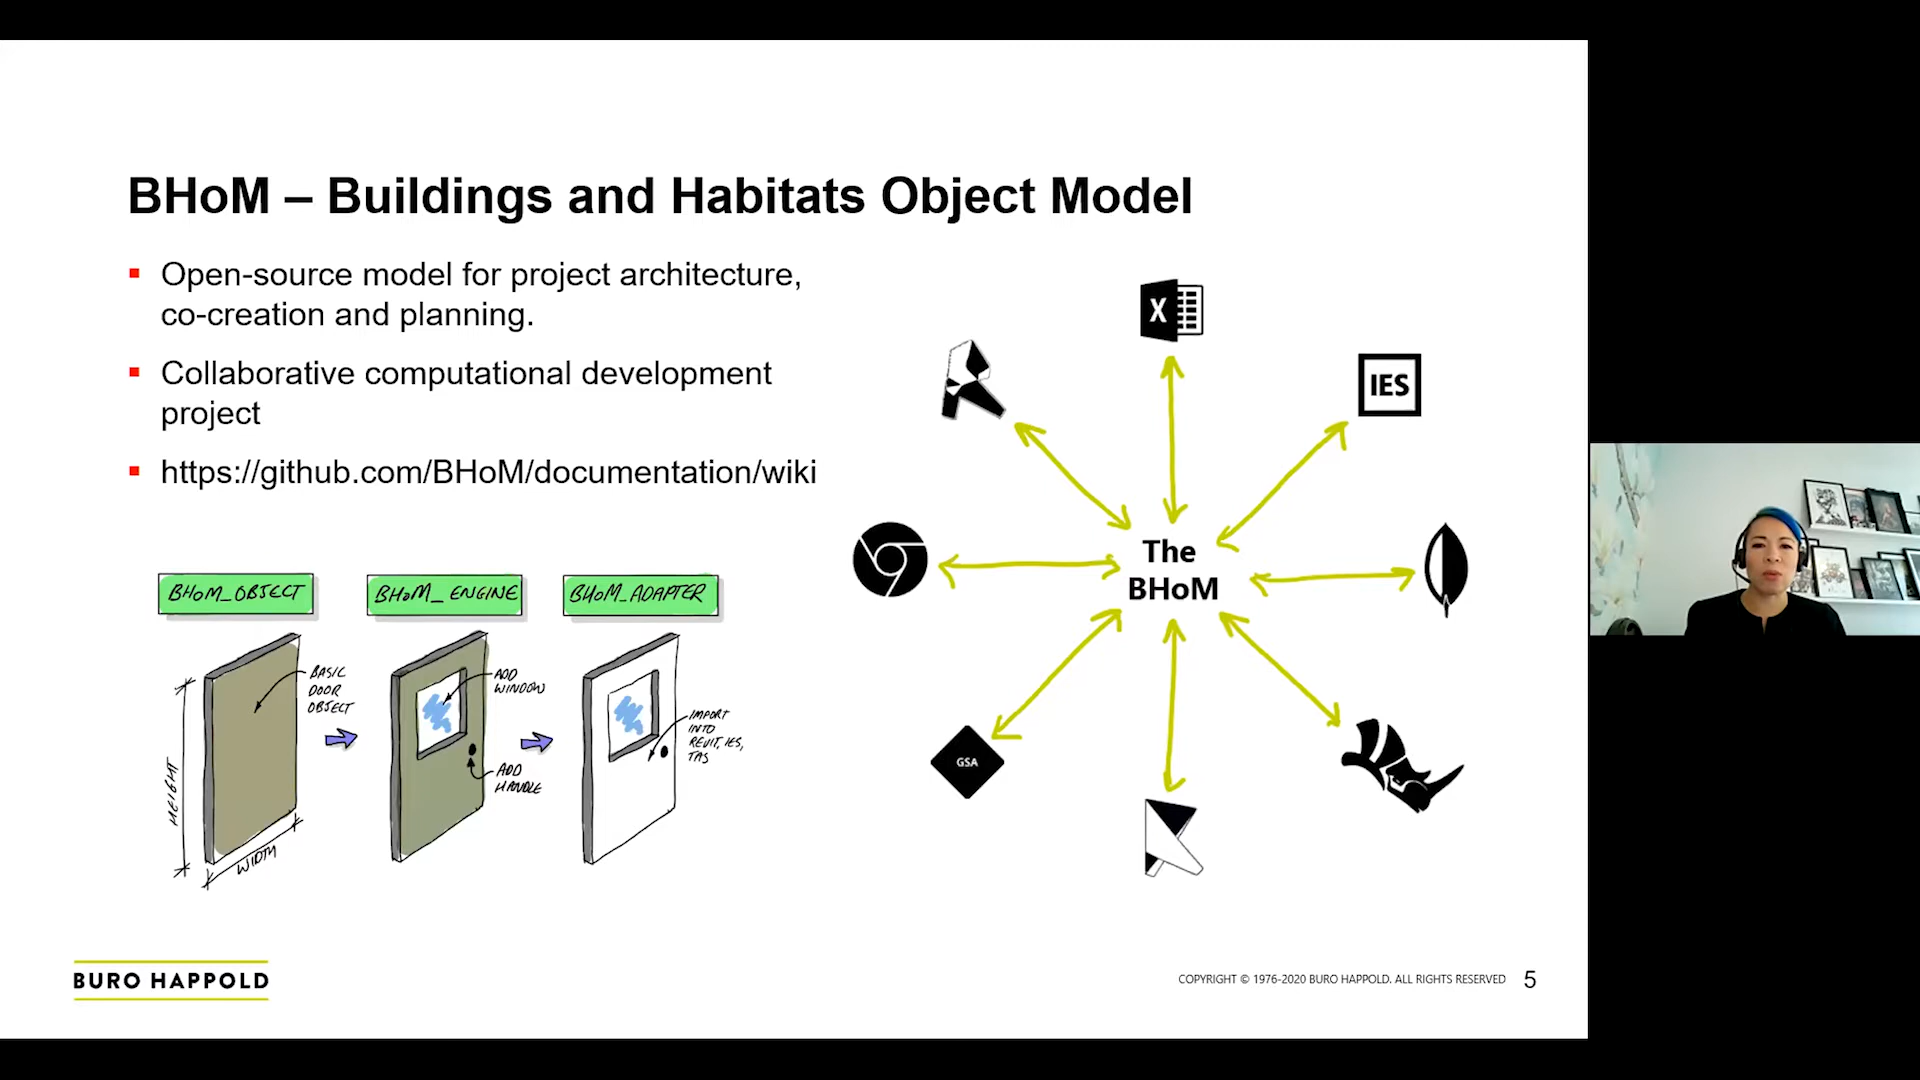 BHoM – Buildings and Habitats Object Model
Open-source model for project architecture,
co-creation and planning.
Collaborative computational development
project
https://github.com/BHoM/documentation/wiki
BHoM_OBJECT
BHoM_ENGINE
BHoM_ADAPTER
BASIC
DOOR
OBJECT
HEIGHT
WIDTH
ADD
WINDOW
ADD
HANDLE
IMPORT
INTO
REVIT, IES,
TAS
X
IES
The
BHoM
GSA
BURO HAPPOLD
COPYRIGHT © 1976-2020 BURO HAPPOLD. ALL RIGHTS RESERVED
5